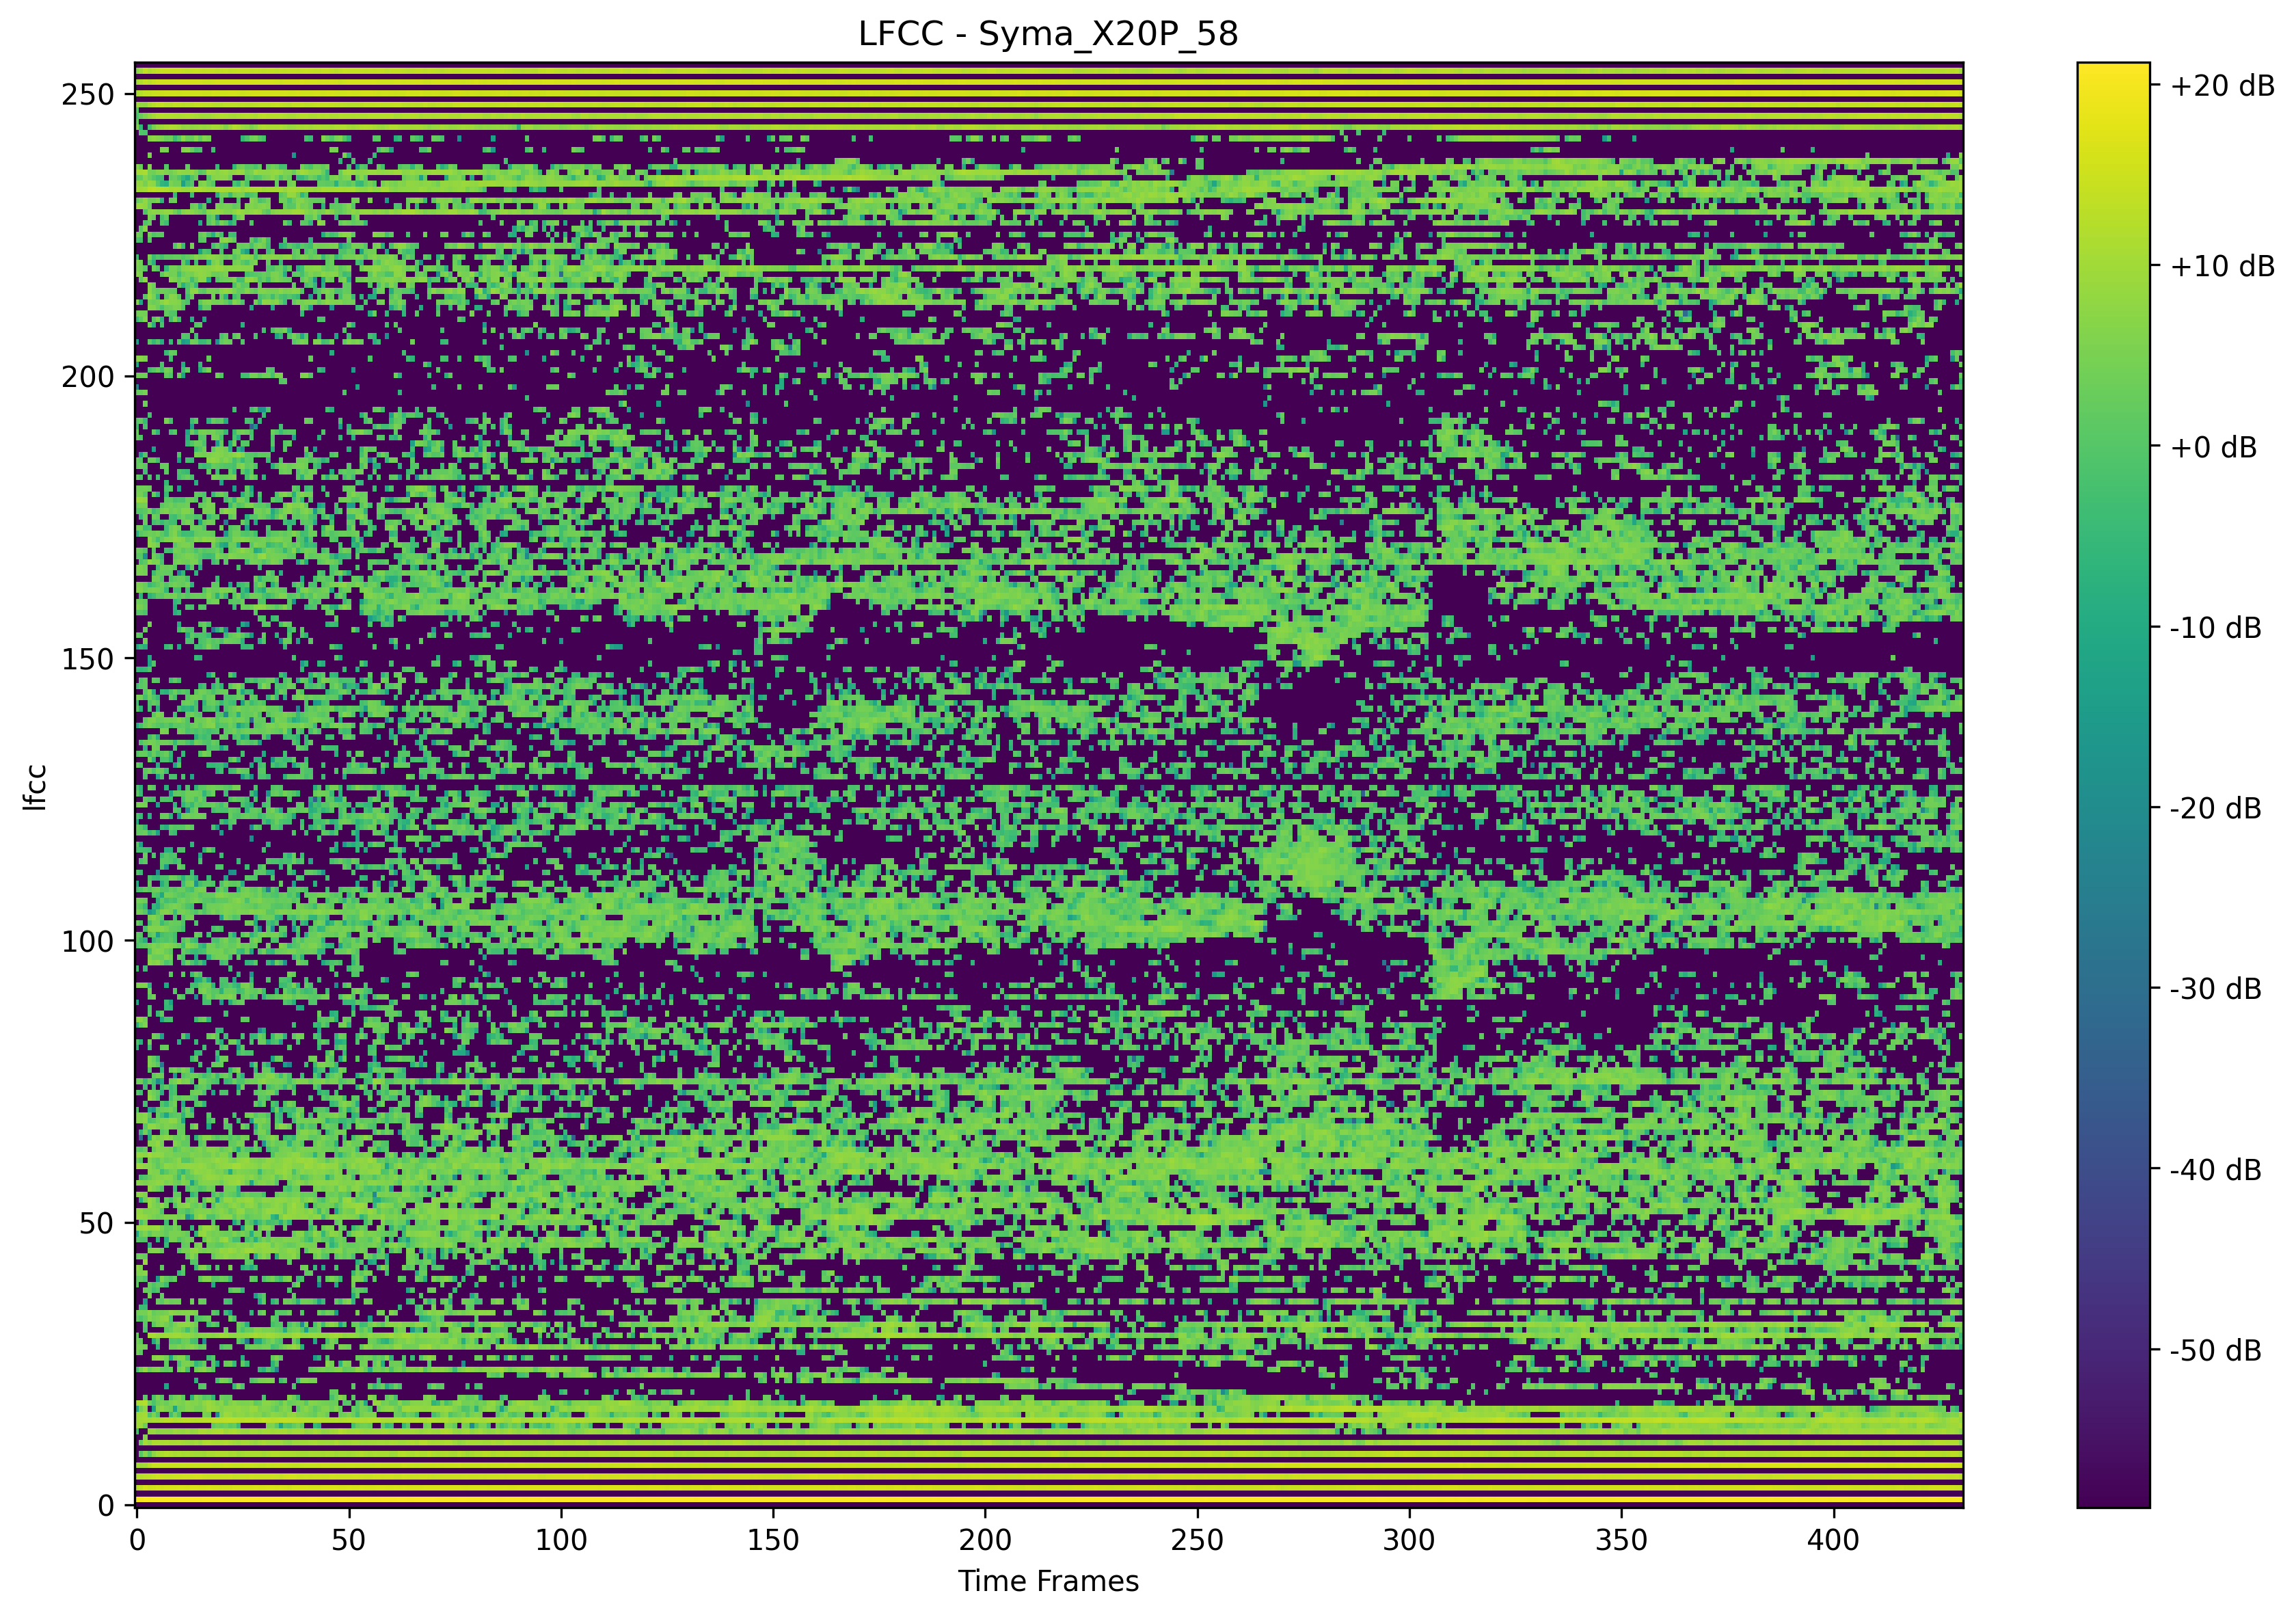 LFCC - Syma_X20P_58
250
200
150
100
50
0
lfcc
0 50 100 150 200 250 300 350 400
Time Frames
+20 dB
+10 dB
+0 dB
-10 dB
-20 dB
-30 dB
-40 dB
-50 dB